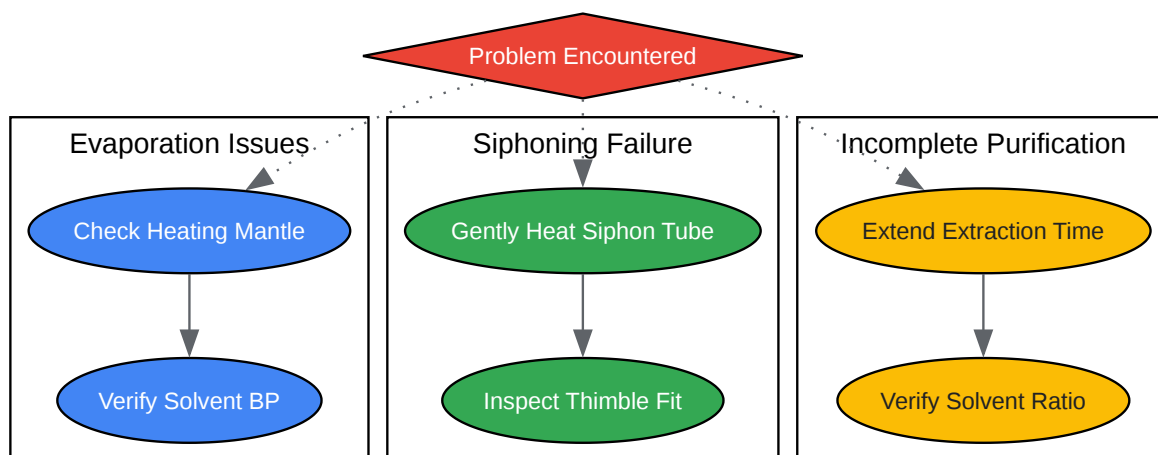 Problem Encountered
Evaporation Issues
Siphoning Failure
Incomplete Purification
Check Heating Mantle
Gently Heat Siphon Tube
Extend Extraction Time
Verify Solvent BP
Inspect Thimble Fit
Verify Solvent Ratio